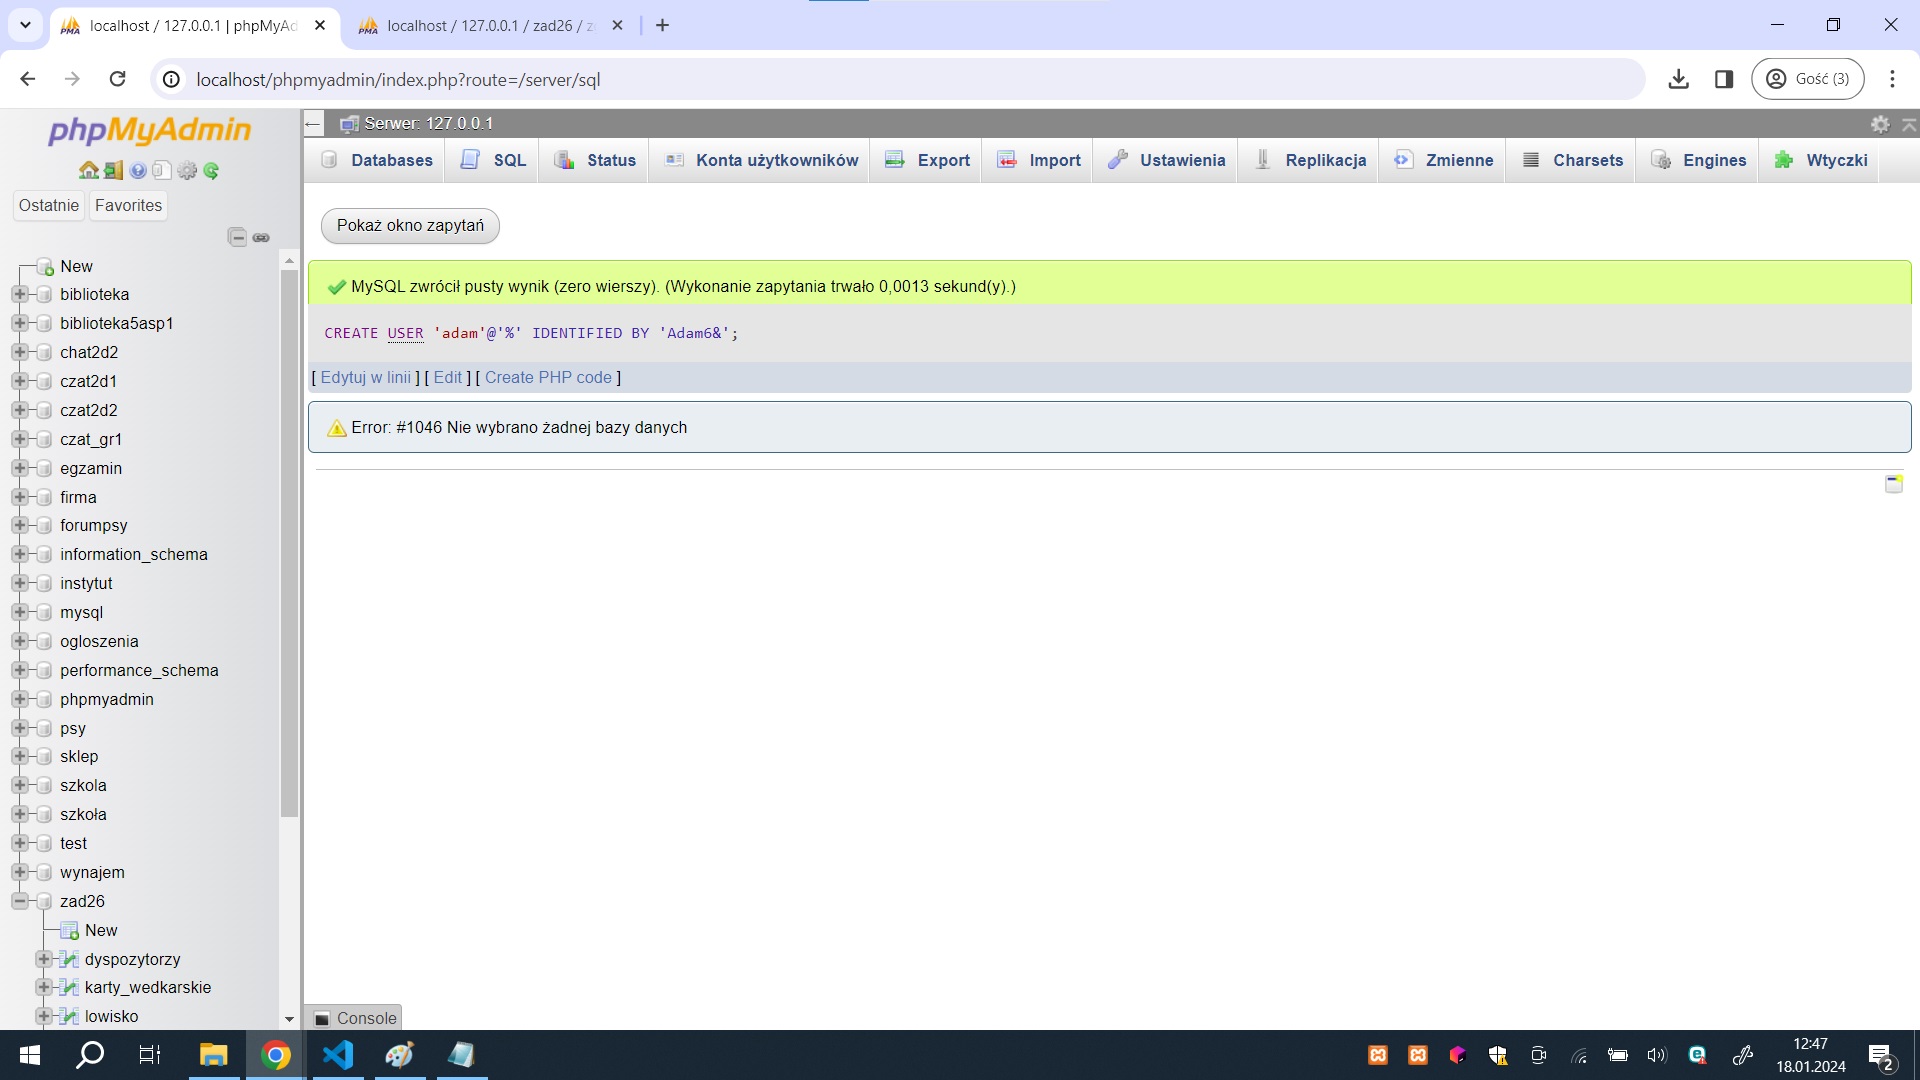 localhost / 127.0.0.1 | phpMyAd
localhost / 127.0.0.1 / zad26 / z
localhost/phpmyadmin/index.php?route=/server/sql
Gość (3)
phpMyAdmin
Ostatnie
Favorites
New
biblioteka
biblioteka5asp1
chat2d2
czat2d1
czat2d2
czat_gr1
egzamin
firma
forumpsy
information_schema
instytut
mysql
ogloszenia
performance_schema
phpmyadmin
psy
sklep
szkola
szkoła
test
wynajem
zad26
New
dyspozytorzy
karty_wedkarskie
lowisko
Serwer: 127.0.0.1
Databases
SQL
Status
Konta użytkowników
Export
Import
Ustawienia
Replikacja
Zmienne
Charsets
Engines
Wtyczki
Pokaż okno zapytań
MySQL zwrócił pusty wynik (zero wierszy). (Wykonanie zapytania trwało 0,0013 sekund(y).)
CREATE USER 'adam'@'%' IDENTIFIED BY 'Adam6&';
[ Edytuj w linii ] [ Edit ] [ Create PHP code ]
Error: #1046 Nie wybrano żadnej bazy danych
Console
12:47
18.01.2024
2